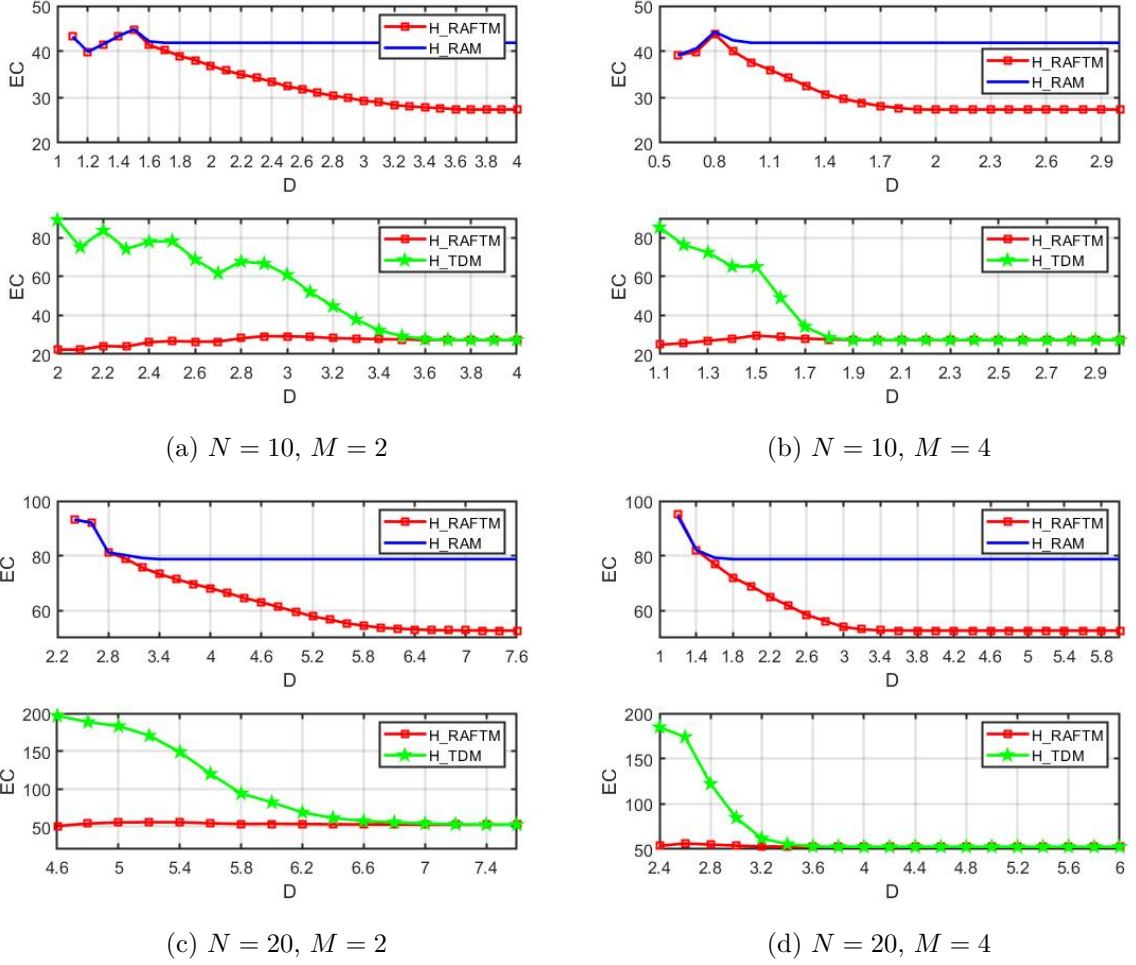 50
40
30
20
EC
H_RAFTM
H_RAM
1 1.2 1.4 1.6 1.8 2 2.2 2.4 2.6 2.8 3 3.2 3.4 3.6 3.8 4
D
50
40
30
20
EC
H_RAFTM
H_RAM
0.5 0.8 1.1 1.4 1.7 2 2.3 2.6 2.9
D
80
60
40
20
EC
H_RAFTM
H_TDM
2 2.2 2.4 2.6 2.8 3 3.2 3.4 3.6 3.8 4
D
80
60
40
20
EC
H_RAFTM
H_TDM
1.1 1.3 1.5 1.7 1.9 2.1 2.3 2.5 2.7 2.9
D
(a) N = 10, M = 2
(b) N = 10, M = 4
100
80
60
EC
H_RAFTM
H_RAM
2.2 2.8 3.4 4 4.6 5.2 5.8 6.4 7 7.6
D
100
80
60
EC
H_RAFTM
H_RAM
1 1.4 1.8 2.2 2.6 3 3.4 3.8 4.2 4.6 5 5.4 5.8
D
200
150
100
50
EC
H_RAFTM
H_TDM
4.6 5 5.4 5.8 6.2 6.6 7 7.4
D
200
150
100
50
EC
H_RAFTM
H_TDM
2.4 2.8 3.2 3.6 4 4.4 4.8 5.2 5.6 6
D
(c) N = 20, M = 2
(d) N = 20, M = 4